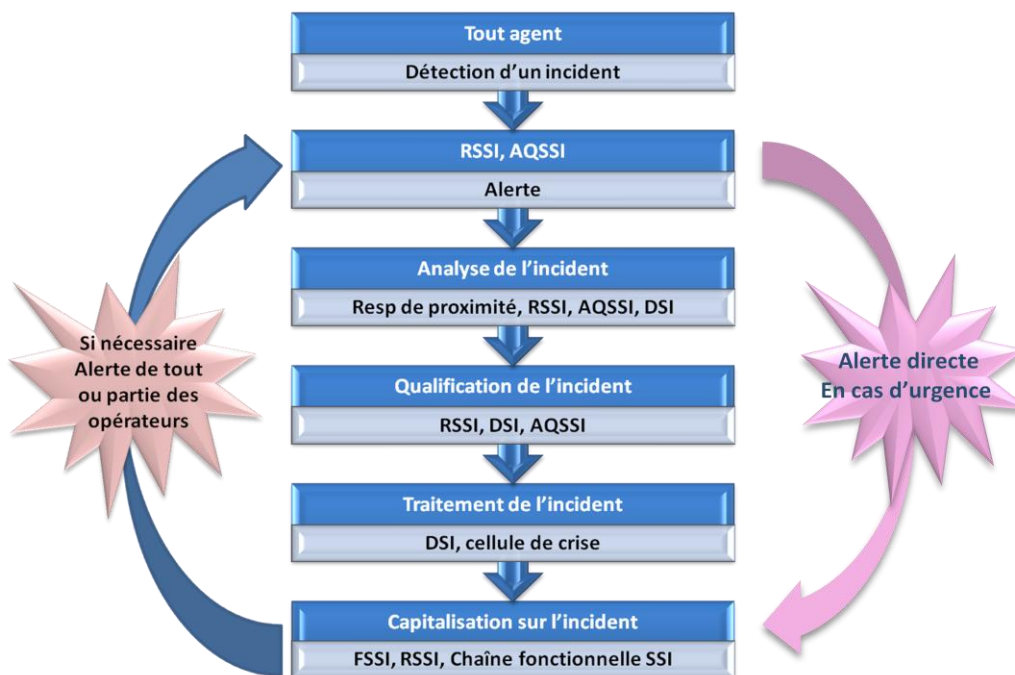 Tout agent
Détection d'un incident
RSSI, AQSSI
Alerte
Analyse de l'incident
Resp de proximité, RSSI, AQSSI, DSI
Qualification de l'incident
RSSI, DSI, AQSSI
Traitement de l'incident
DSI, cellule de crise
Capitalisation sur l'incident
FSSI, RSSI, Chaîne fonctionnelle SSI
Si nécessaire
Alerte de tout
ou partie des
opérateurs
Alerte directe
En cas d'urgence